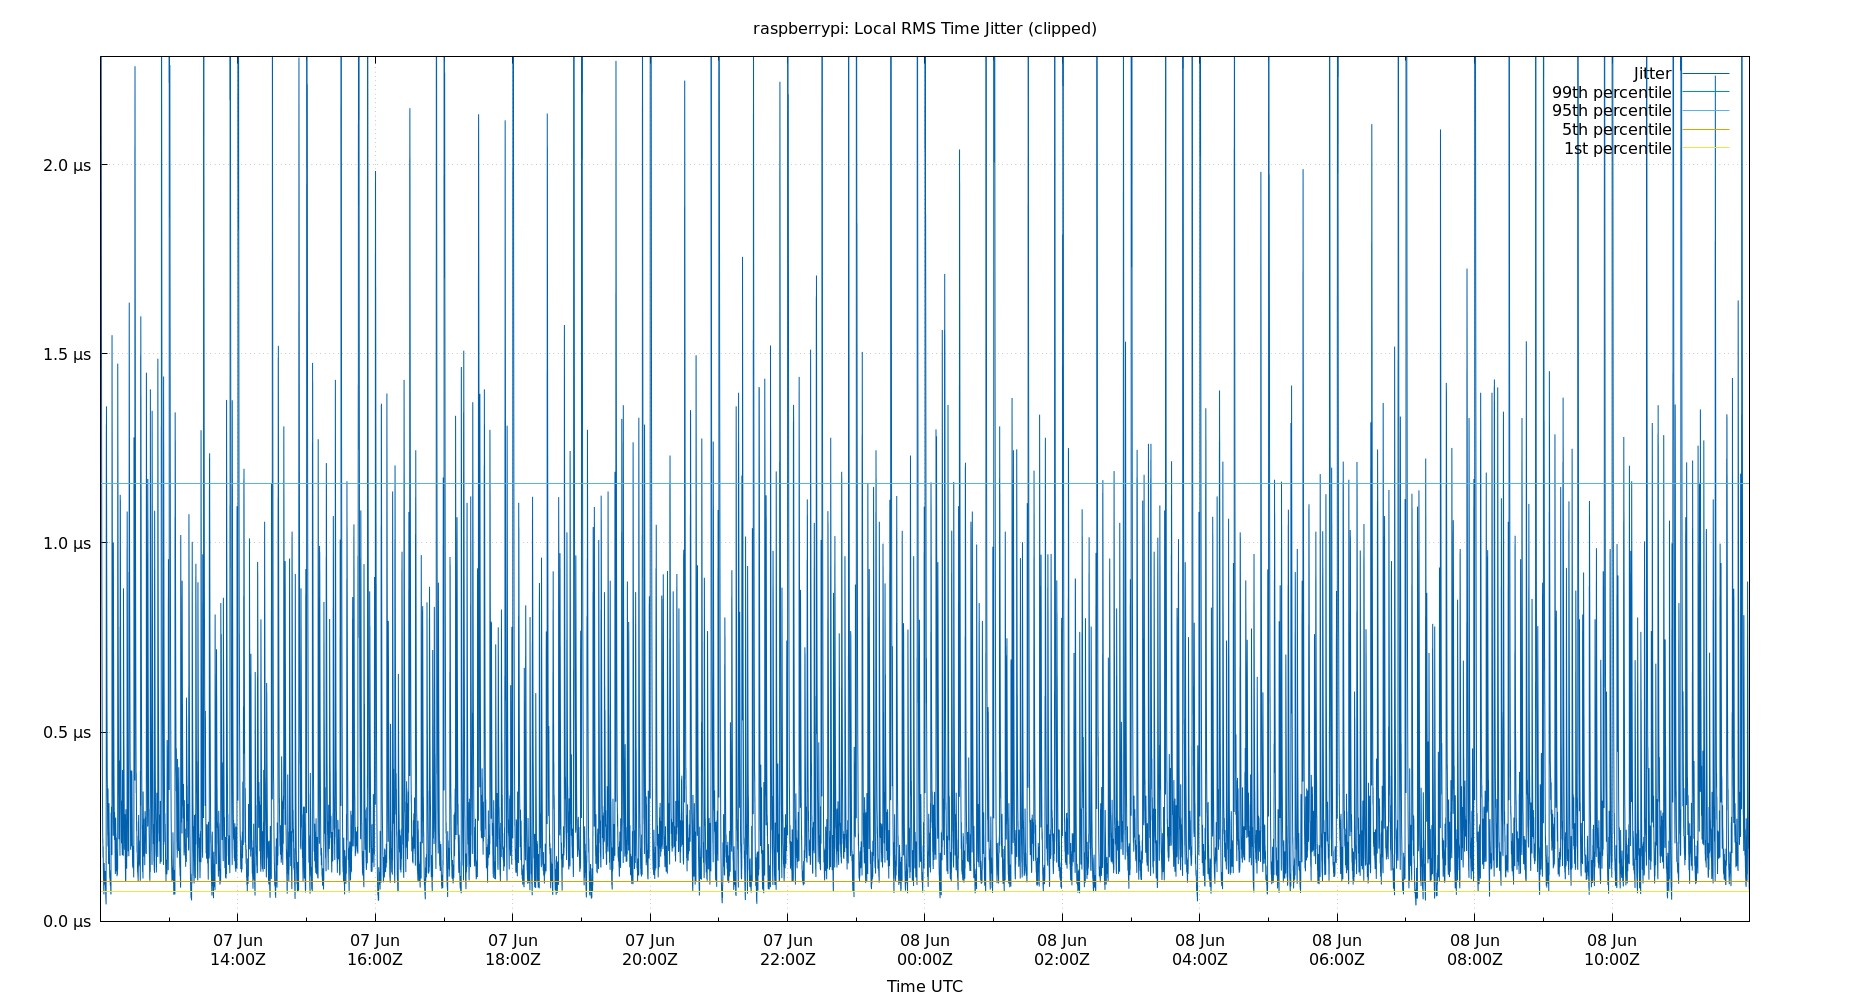 raspberrypi: Local RMS Time Jitter (clipped)
Jitter
99th percentile
95th percentile
5th percentile
1st percentile
2.0 µs
1.5 µs
1.0 µs
0.5 µs
0.0 µs
07 Jun 07 Jun 07 Jun 07 Jun 07 Jun 08 Jun 08 Jun 08 Jun 08 Jun 08 Jun 08 Jun
14:00Z 16:00Z 18:00Z 20:00Z 22:00Z 00:00Z 02:00Z 04:00Z 06:00Z 08:00Z 10:00Z
Time UTC